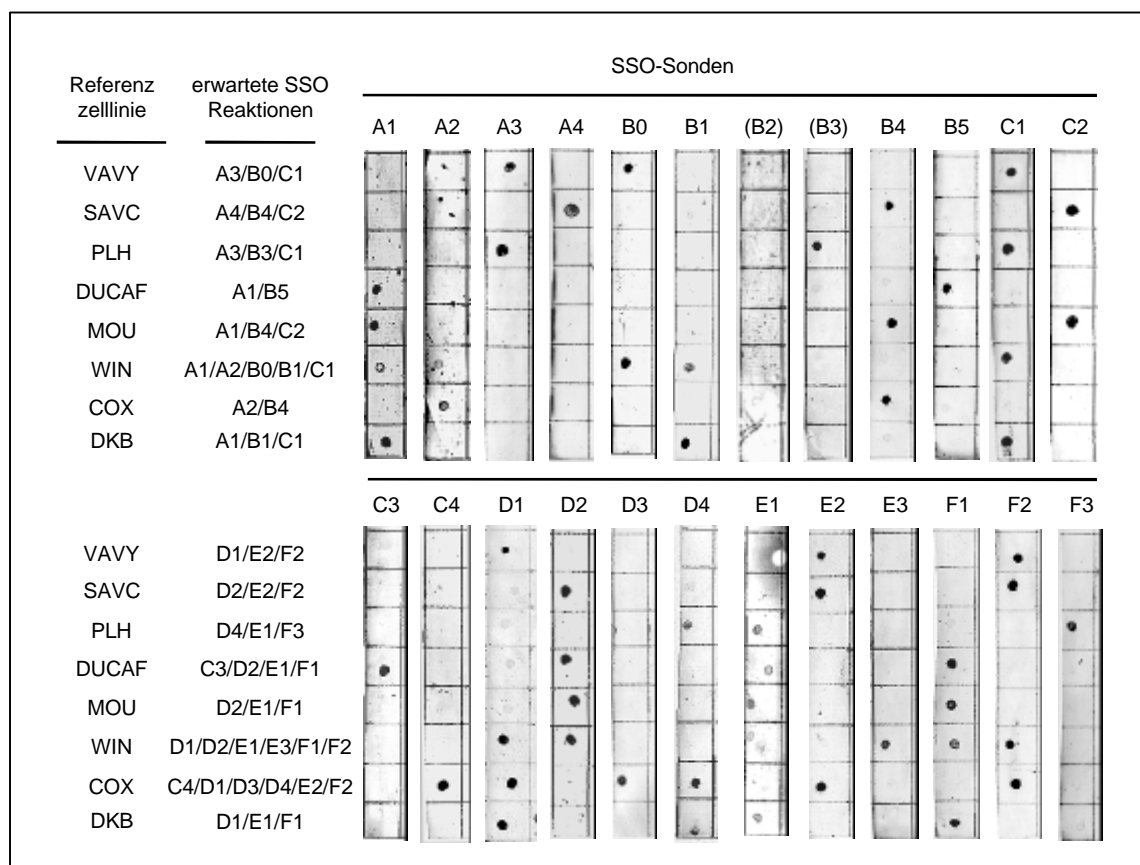 SSO-Sonden
Referenz zelllinie erwartete SSO Reaktionen
A1 A2 A3 A4 B0 B1 (B2) (B3) B4 B5 C1 C2
VAVY A3/B0/C1
SAVC A4/B4/C2
PLH A3/B3/C1
DUCAF A1/B5
MOU A1/B4/C2
WIN A1/A2/B0/B1/C1
COX A2/B4
DKB A1/B1/C1
C3 C4 D1 D2 D3 D4 E1 E2 E3 F1 F2 F3
VAVY D1/E2/F2
SAVC D2/E2/F2
PLH D4/E1/F3
DUCAF C3/D2/E1/F1
MOU D2/E1/F1
WIN D1/D2/E1/E3/F1/F2
COX C4/D1/D3/D4/E2/F2
DKB D1/E1/F1